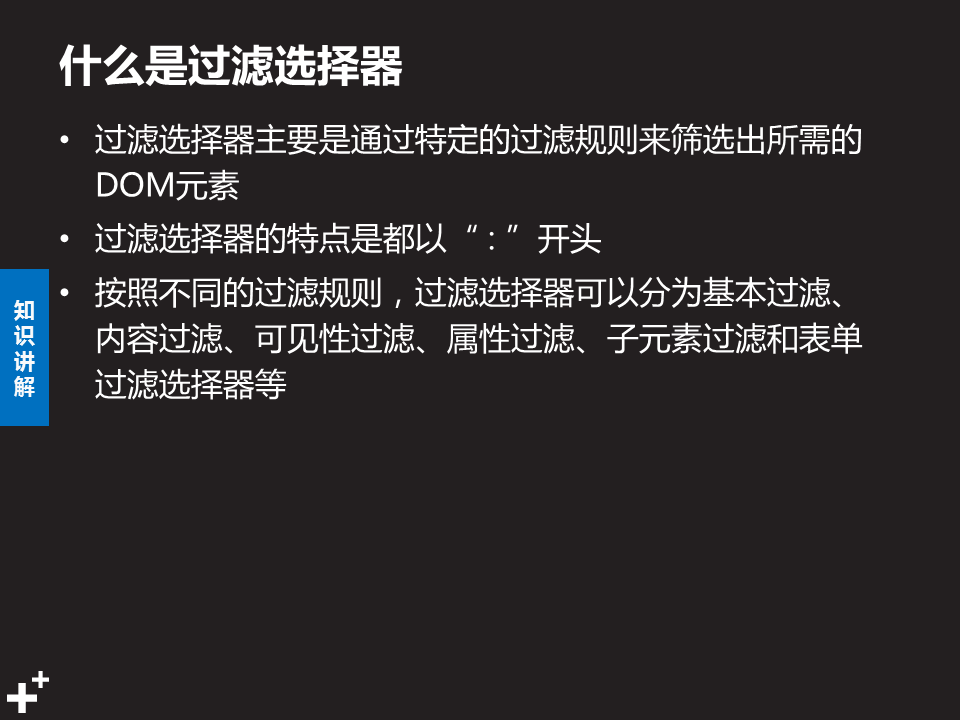 什么是过滤选择器
• 过滤选择器主要是通过特定的过滤规则来筛选出所需的
DOM元素
• 过滤选择器的特点是都以“ : ”开头
• 按照不同的过滤规则，过滤选择器可以分为基本过滤、
内容过滤、可见性过滤、属性过滤、子元素过滤和表单
过滤选择器等
知
识
讲
解